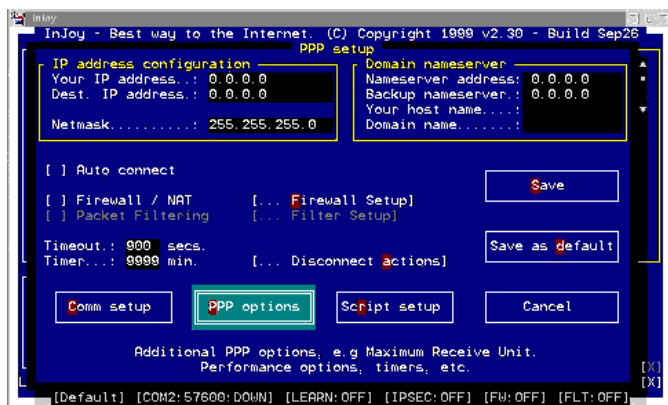 InJoy
InJoy - Best way to the Internet. (C) Copyright 1999 v2.30 - Build Sep26
PPP setup
IP address configuration
Your IP address..: 0.0.0.0
Dest. IP address.: 0.0.0.0
Netmask..........: 255.255.255.0
Domain nameserver
Nameserver address: 0.0.0.0
Backup nameserver.: 0.0.0.0
Your host name....:
Domain name.......:
[ ] Auto connect
[ ] Firewall / NAT [... Firewall Setup]
[ ] Packet Filtering [... Filter Setup]
Timeout.: 900 secs.
Timer...: 9999 min. [... Disconnect actions]
Save
Save as default
Comm setup PPP options Script setup Cancel
Additional PPP options, e.g Maximum Receive Unit.
Performance options, timers, etc.
[X]
[X]
[Default] [COM2:57600:DOWN] [LEARN:OFF] [IPSEC:OFF] [FW:OFF] [FLT:OFF]